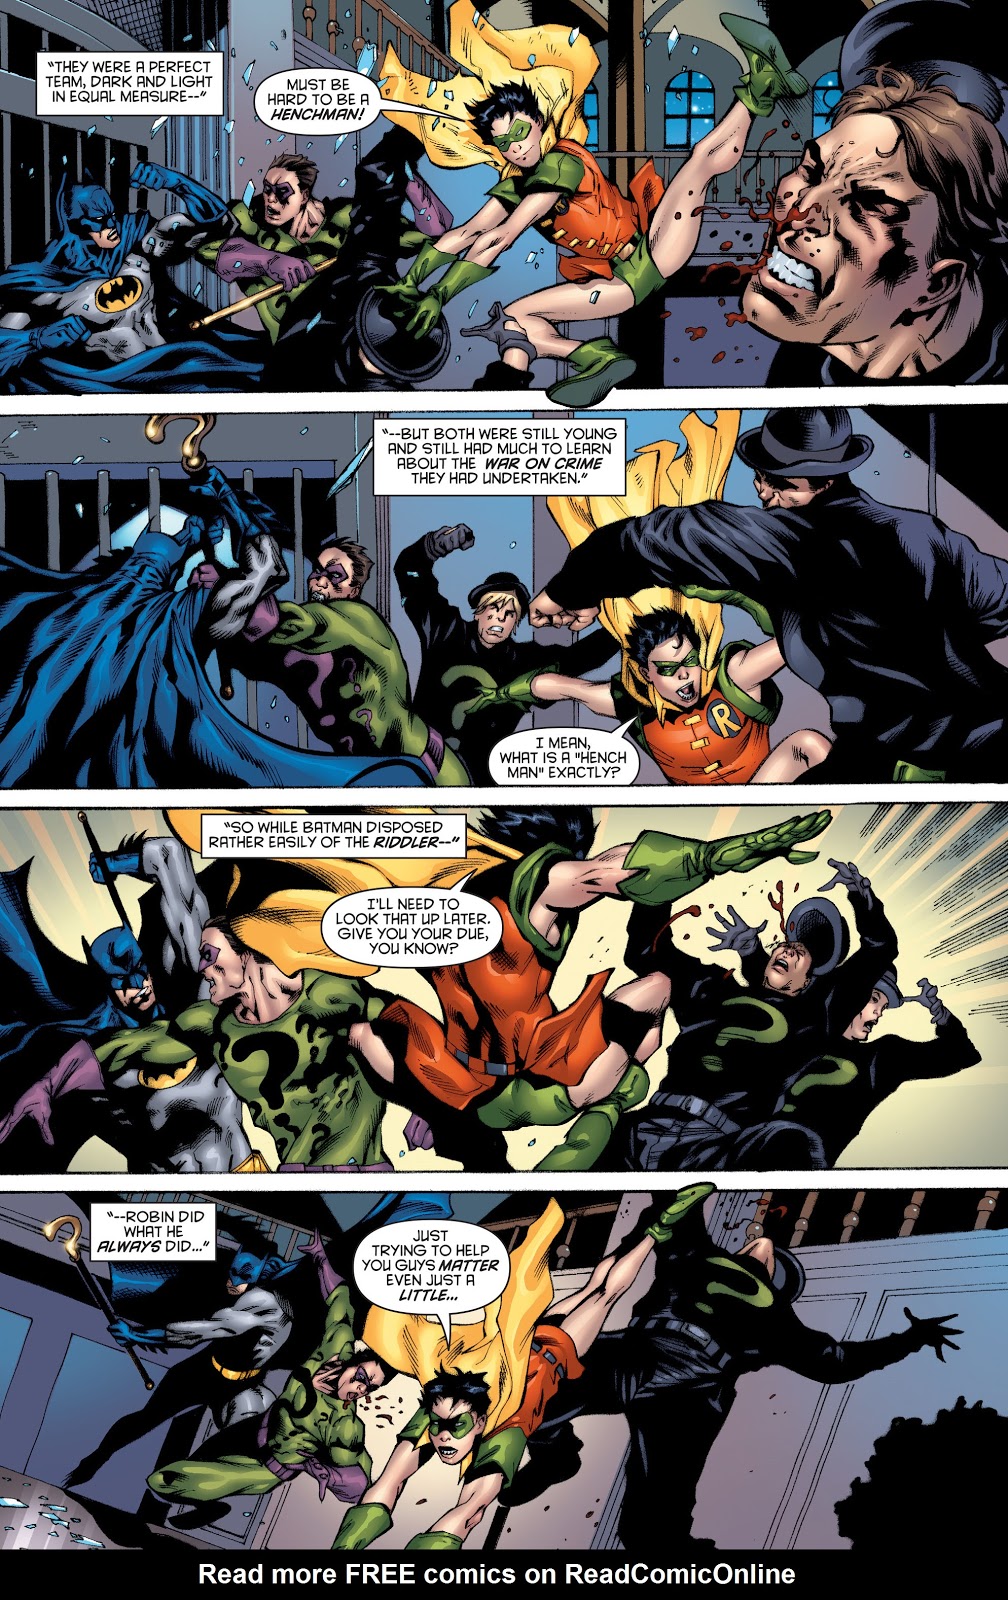 "THEY WERE A PERFECT
TEAM, DARK AND LIGHT
IN EQUAL MEASURE--"
MUST BE
HARD TO BE A
HENCHMAN!
"--BUT BOTH WERE STILL YOUNG
AND STILL HAD MUCH TO LEARN
ABOUT THE WAR ON CRIME
THEY HAD UNDERTAKEN."
R
I MEAN,
WHAT IS A "HENCH
MAN" EXACTLY?
"SO WHILE BATMAN DISPOSED
RATHER EASILY OF THE RIDDLER--"
I'LL NEED TO
LOOK THAT UP LATER.
GIVE YOU YOUR DUE,
YOU KNOW?
"--ROBIN DID
WHAT HE
ALWAYS DID..."
JUST
TRYING TO HELP
YOU GUYS MATTER
EVEN JUST A
LITTLE...
Read more FREE comics on ReadComicOnline